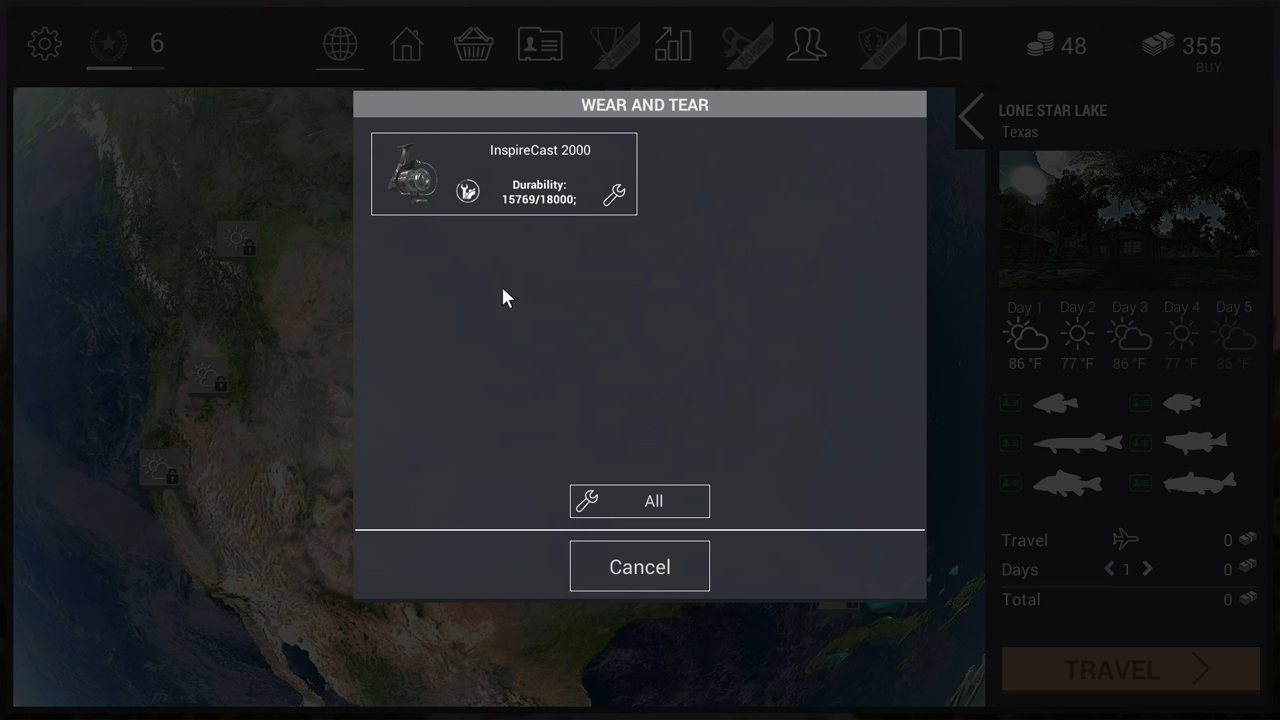 6
48
355
BUY
WEAR AND TEAR
InspireCast 2000
Durability:
15769/18000;
All
Cancel
LONE STAR LAKE
Texas
Day 1 Day 2 Day 3 Day 4 Day 5
86 °F 77 °F 86 °F 77 °F 86 °F
Travel 0
Days 1 0
Total 0
TRAVEL